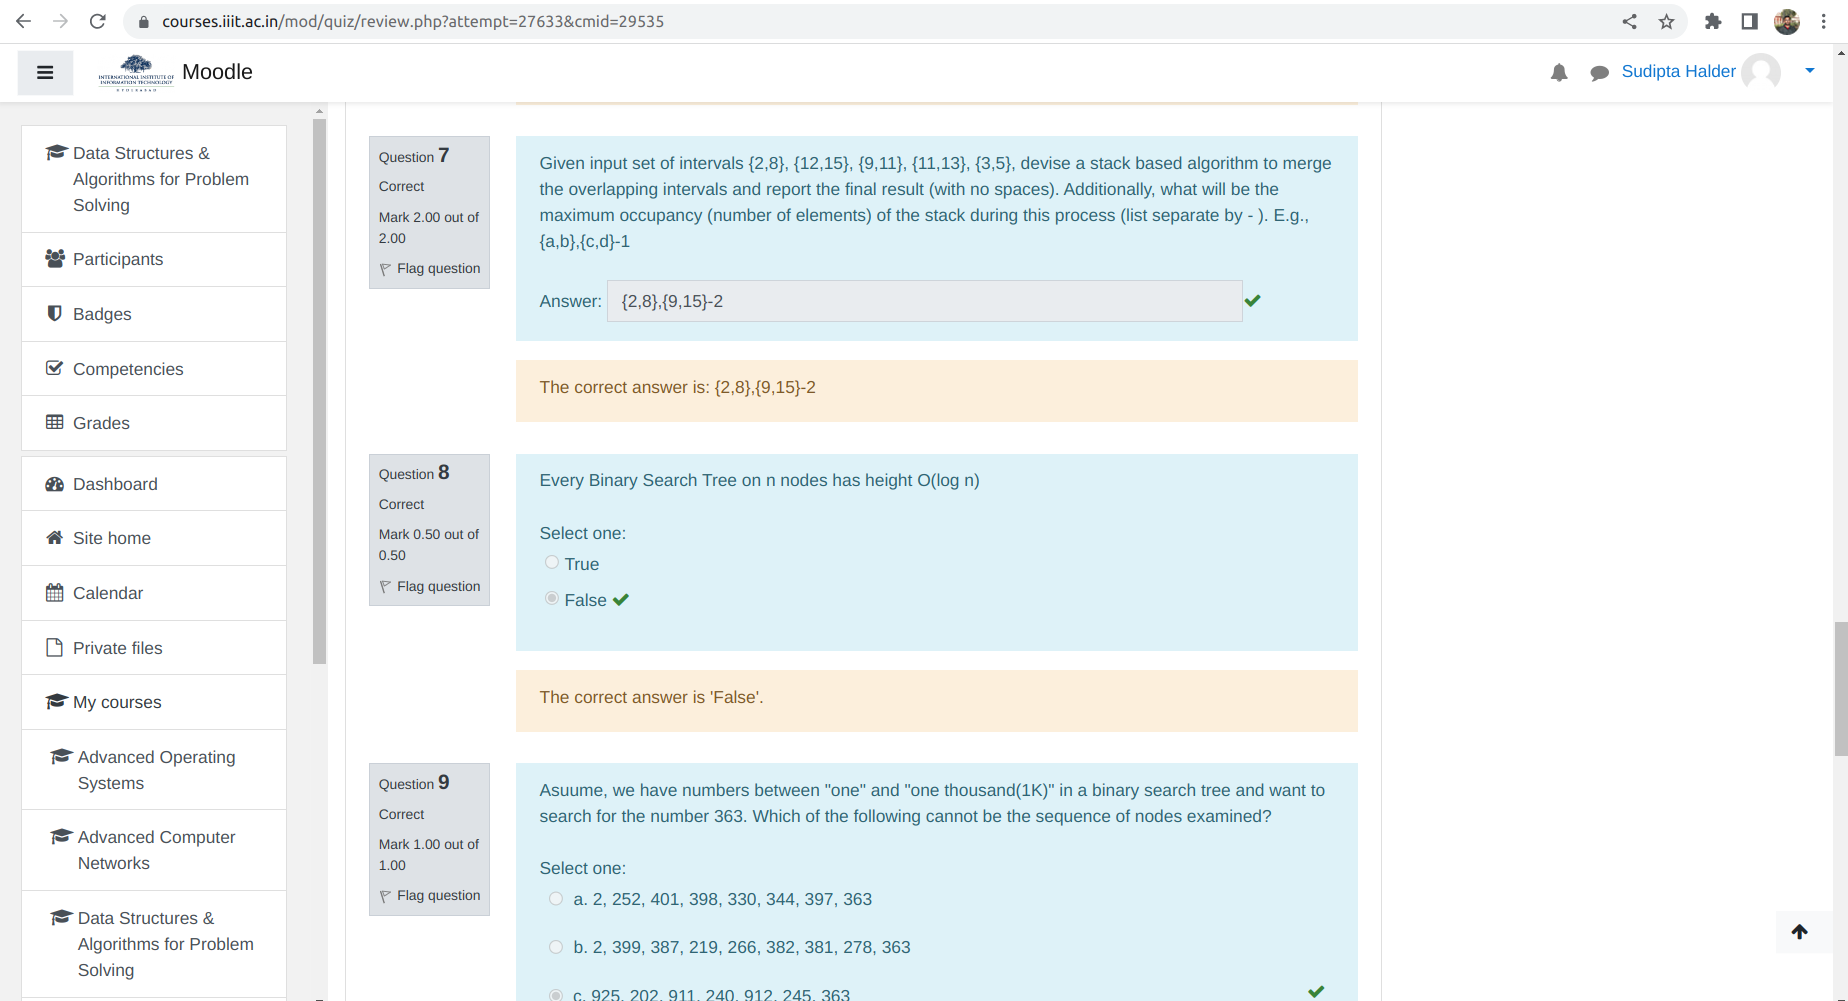 courses.iiit.ac.in/mod/quiz/review.php?attempt=27633&cmid=29535
INTERNATIONAL INSTITUTE OF
INFORMATION TECHNOLOGY
HYDERABAD
Moodle
Sudipta Halder
Data Structures &
Algorithms for Problem
Solving
Participants
Badges
Competencies
Grades
Dashboard
Site home
Calendar
Private files
My courses
Advanced Operating
Systems
Advanced Computer
Networks
Data Structures &
Algorithms for Problem
Solving
Question 7
Correct
Mark 2.00 out of
2.00
Flag question
Given input set of intervals {2,8}, {12,15}, {9,11}, {11,13}, {3,5}, devise a stack based algorithm to merge
the overlapping intervals and report the final result (with no spaces). Additionally, what will be the
maximum occupancy (number of elements) of the stack during this process (list separate by - ). E.g.,
{a,b},{c,d}-1
Answer: {2,8},{9,15}-2
The correct answer is: {2,8},{9,15}-2
Question 8
Correct
Mark 0.50 out of
0.50
Flag question
Every Binary Search Tree on n nodes has height O(log n)
Select one:
True
False
The correct answer is 'False'.
Question 9
Correct
Mark 1.00 out of
1.00
Flag question
Asuume, we have numbers between "one" and "one thousand(1K)" in a binary search tree and want to
search for the number 363. Which of the following cannot be the sequence of nodes examined?
Select one:
a. 2, 252, 401, 398, 330, 344, 397, 363
b. 2, 399, 387, 219, 266, 382, 381, 278, 363
c. 925, 202, 911, 240, 912, 245, 363